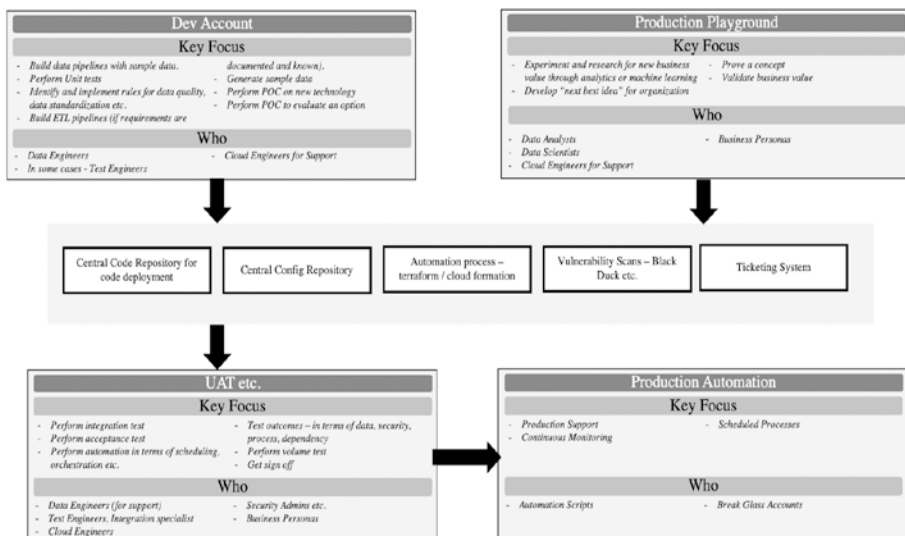 Dev Account
Key Focus
- Build data pipelines with sample data.
- Perform Unit tests
- Identify and implement rules for data quality,
data standardization etc.
- Build ETL pipelines (if requirements are
documented and known).
- Generate sample data
- Perform POC on new technology
- Perform POC to evaluate an option
Who
- Data Engineers
- In some cases - Test Engineers
- Cloud Engineers for Support
Production Playground
Key Focus
- Experiment and research for new business
value through analytics or machine learning
- Develop “next best idea” for organization
- Prove a concept
- Validate business value
Who
- Data Analysts
- Data Scientists
- Cloud Engineers for Support
- Business Personas
Central Code Repository for
code deployment
Central Config Repository
Automation process –
terraform / cloud formation
Vulnerability Scans – Black
Duck etc.
Ticketing System
UAT etc.
Key Focus
- Perform integration test
- Perform acceptance test
- Perform automation in terms of scheduling,
orchestration etc.
- Test outcomes – in terms of data, security,
process, dependency
- Perform volume test
- Get sign off
Who
- Data Engineers (for support)
- Test Engineers, Integration specialist
- Cloud Engineers
- Security Admins etc.
- Business Personas
Production Automation
Key Focus
- Production Support
- Continuous Monitoring
- Scheduled Processes
Who
- Automation Scripts
- Break Glass Accounts